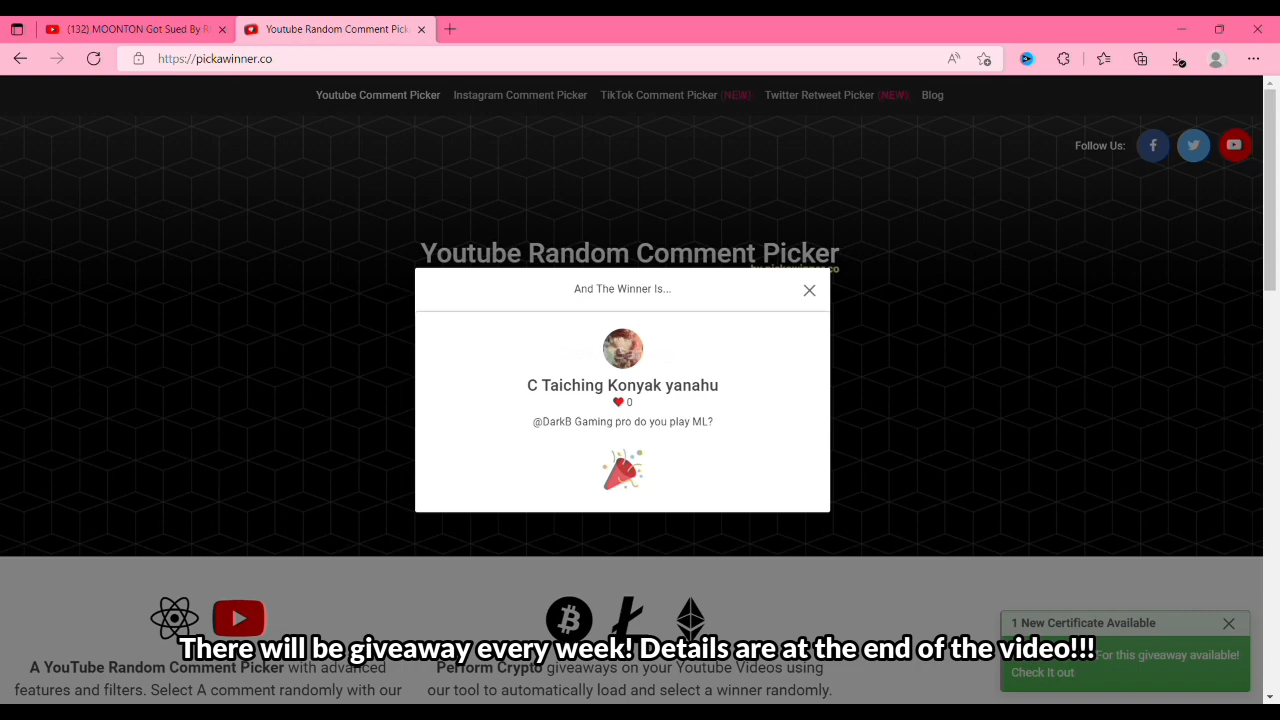 (132) MOONTON Got Sued By R
Youtube Random Comment Pick
https://pickawinner.co
Youtube Comment Picker Instagram Comment Picker TikTok Comment Picker (NEW) Twitter Retweet Picker (NEW) Blog
Follow Us:
Youtube Random Comment Picker
by pickawinner.co
And The Winner Is...
C Taiching Konyak yanahu
0
@DarkB Gaming pro do you play ML?
There will be giveaway every week! Details are at the end of the video!!!
A YouTube Random Comment Picker with advanced
features and filters. Select A comment randomly with our
Perform Crypto giveaways on your Youtube Videos using
our tool to automatically load and select a winner randomly.
1 New Certificate Available
For this giveaway available!
Check It out